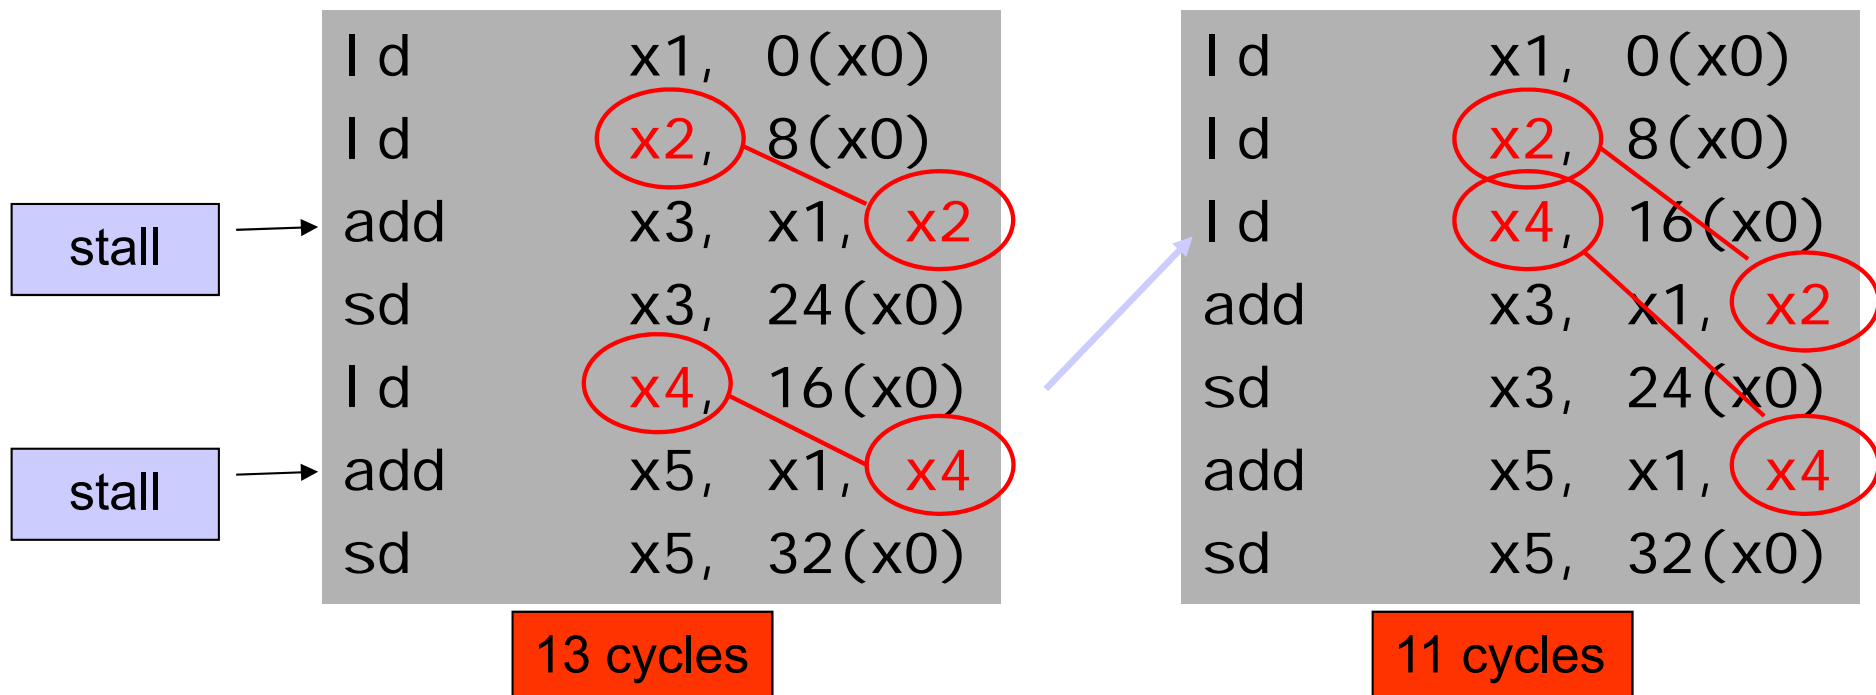 ld x1, 0(x0)
ld x2, 8(x0)
add x3, x1, x2
sd x3, 24(x0)
ld x4, 16(x0)
add x5, x1, x4
sd x5, 32(x0)
stall
stall
13 cycles
ld x1, 0(x0)
ld x2, 8(x0)
ld x4, 16(x0)
add x3, x1, x2
sd x3, 24(x0)
add x5, x1, x4
sd x5, 32(x0)
11 cycles